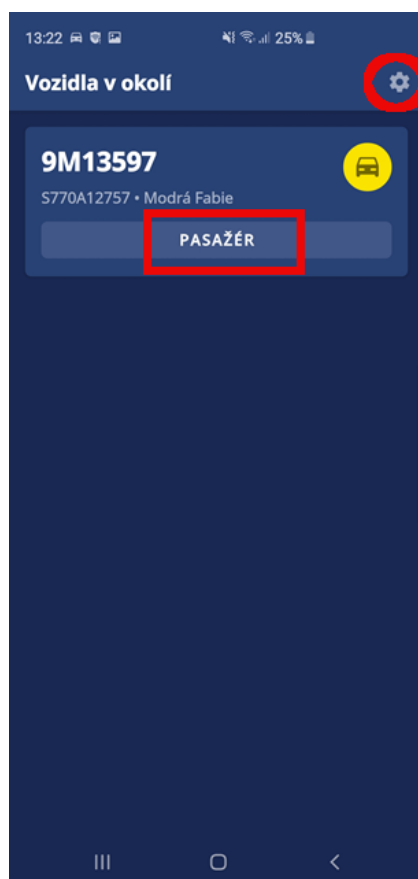 13:22 25%
Vozidla v okolí
9M13597
S770A12757 • Modrá Fabie
PASAŽÉR